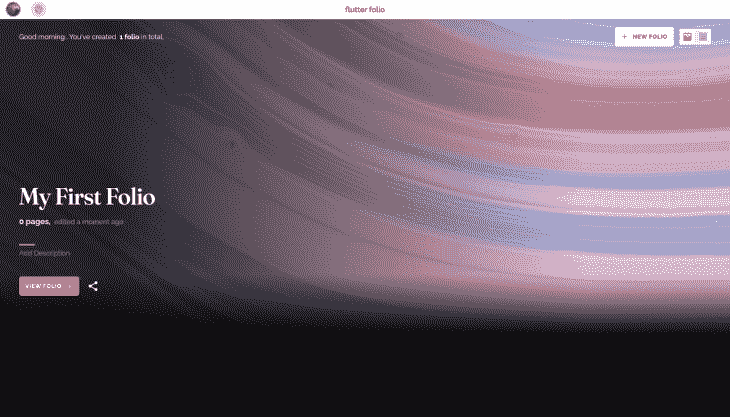 flutter folio
Good morning. You've created 1 folio in total.
+ NEW FOLIO
My First Folio
0 pages, edited a moment ago
Add Description
VIEW FOLIO